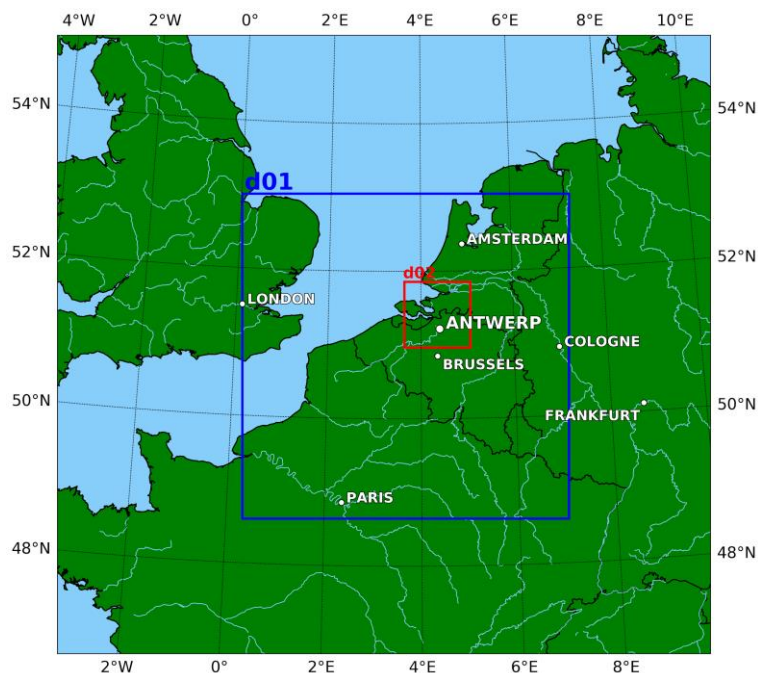 4°W 2°W 0° 2°E 4°E 6°E 8°E 10°E
54°N 54°N
d01
AMSTERDAM
52°N 52°N
d02
LONDON
ANTWERP
COLOGNE
BRUSSELS
50°N 50°N
FRANKFURT
PARIS
48°N 48°N
2°W 0° 2°E 4°E 6°E 8°E